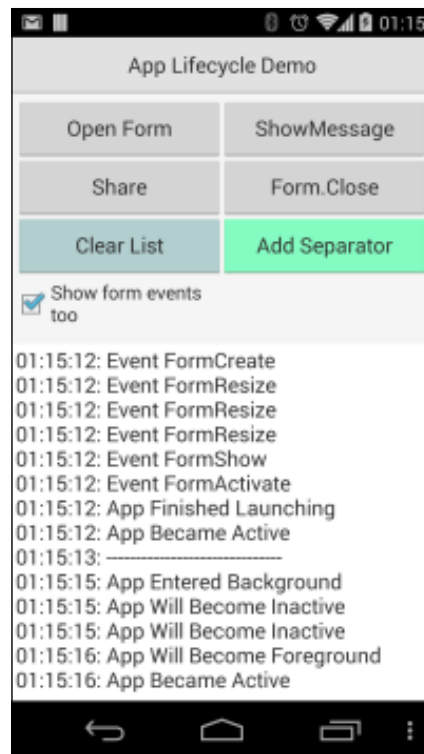 01:15
App Lifecycle Demo
Open Form
ShowMessage
Share
Form.Close
Clear List
Add Separator
Show form events
too
01:15:12: Event FormCreate
01:15:12: Event FormResize
01:15:12: Event FormResize
01:15:12: Event FormResize
01:15:12: Event FormShow
01:15:12: Event FormActivate
01:15:12: App Finished Launching
01:15:12: App Became Active
01:15:13: ------------------------------
01:15:15: App Entered Background
01:15:15: App Will Become Inactive
01:15:15: App Will Become Inactive
01:15:16: App Will Become Foreground
01:15:16: App Became Active